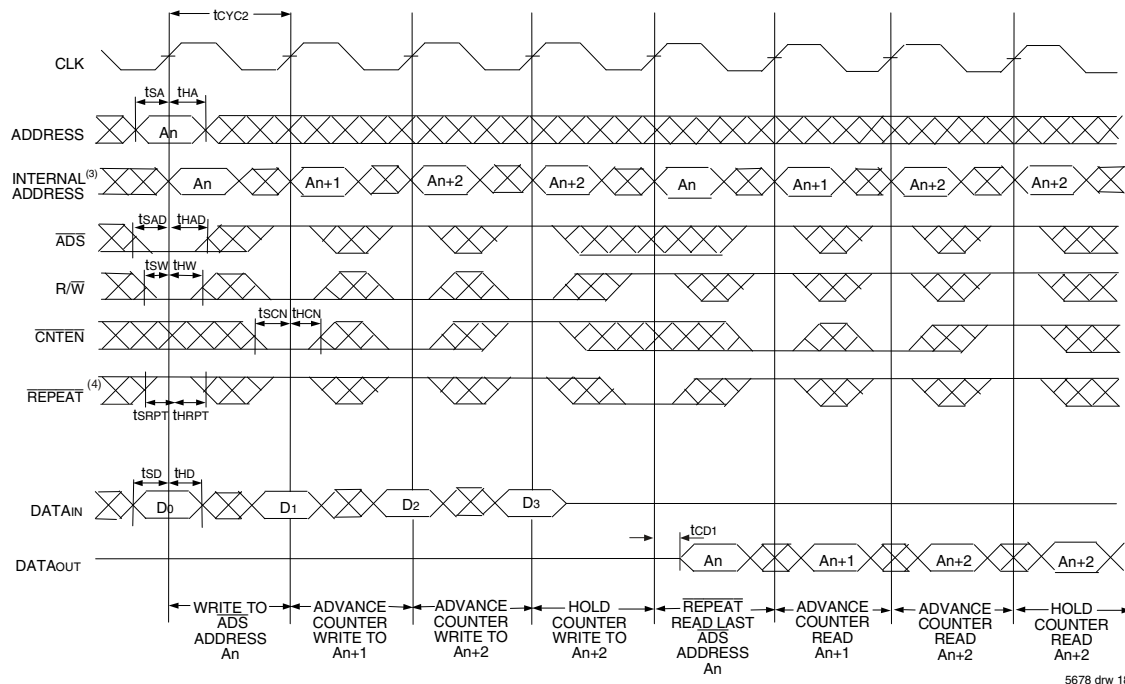 tCYC2
CLK
tSA tHA
ADDRESS An
INTERNAL(3) ADDRESS An An+1 An+2 An+2 An An+1 An+2 An+2
tSAD tHAD
ADS
tSW tHW
R/W
tSCN tHCN
CNTEN
REPEAT (4)
tSRPT tHRPT
tSD tHD
DATAIN D0 D1 D2 D3
tCD1
DATAOUT An An+1 An+2 An+2
WRITE TO ADS ADDRESS An
ADVANCE COUNTER WRITE TO An+1
ADVANCE COUNTER WRITE TO An+2
HOLD COUNTER WRITE TO An+2
REPEAT READ LAST ADS ADDRESS An
ADVANCE COUNTER READ An+1
ADVANCE COUNTER READ An+2
HOLD COUNTER READ An+2
5678 drw 18